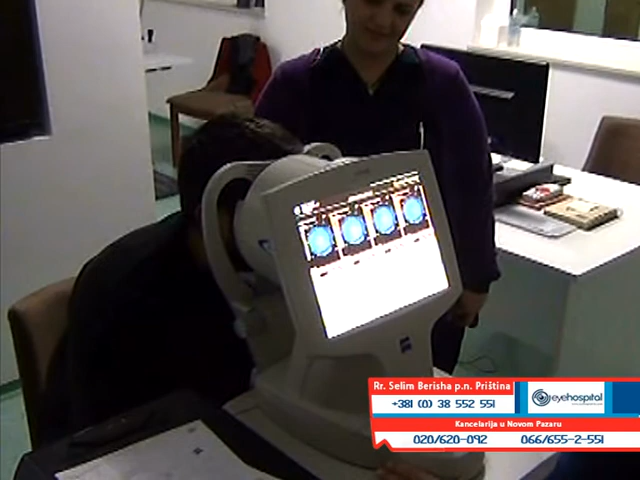 Rr. Selim Berisha p.n. Priština
+381 (0) 38 552 551
eyehospital
Kancelarija u Novom Pazaru
020/620-092 066/655-2-551